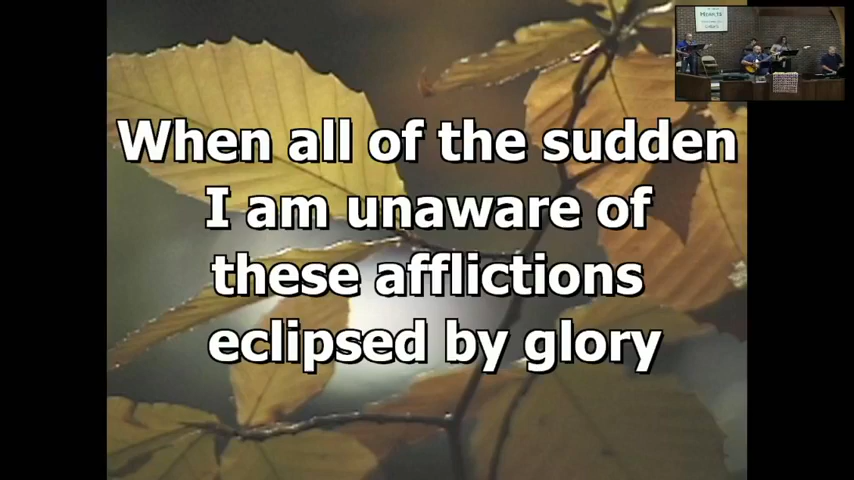 When all of the sudden
I am unaware of
these afflictions
eclipsed by glory